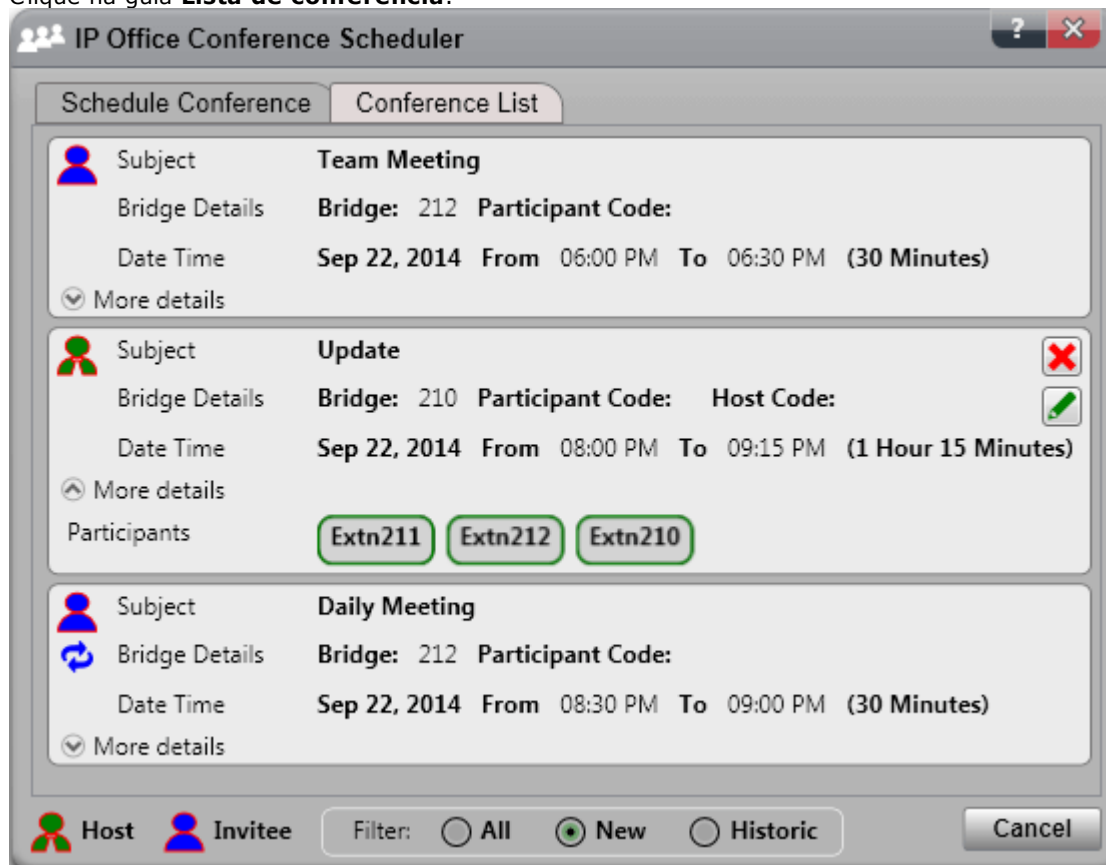 Clique na guia Lista de conferência.
IP Office Conference Scheduler
?
Schedule Conference Conference List
Subject Team Meeting
Bridge Details Bridge: 212 Participant Code:
Date Time Sep 22, 2014 From 06:00 PM To 06:30 PM (30 Minutes)
More details
Subject Update
Bridge Details Bridge: 210 Participant Code: Host Code:
Date Time Sep 22, 2014 From 08:00 PM To 09:15 PM (1 Hour 15 Minutes)
More details
Participants Extn211 Extn212 Extn210
Subject Daily Meeting
Bridge Details Bridge: 212 Participant Code:
Date Time Sep 22, 2014 From 08:30 PM To 09:00 PM (30 Minutes)
More details
Host Invitee Filter: All New Historic Cancel